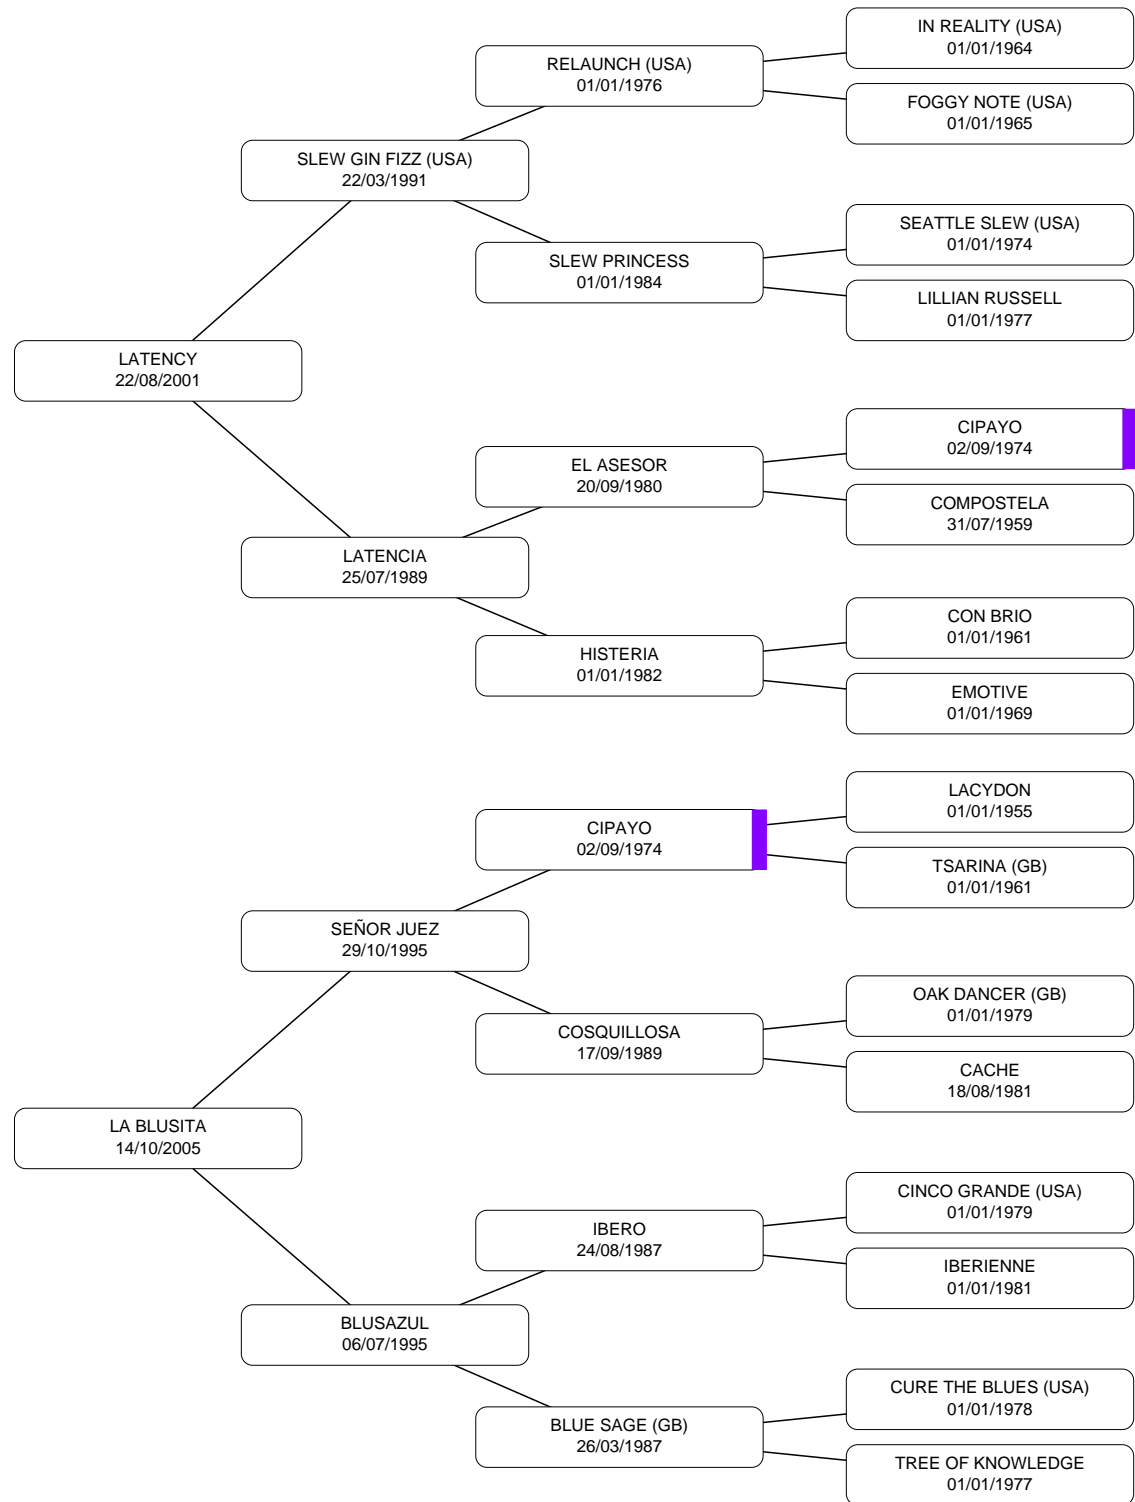 IN REALITY (USA)
01/01/1964
RELAUNCH (USA)
01/01/1976
FOGGY NOTE (USA)
01/01/1965
SLEW GIN FIZZ (USA)
22/03/1991
SEATTLE SLEW (USA)
01/01/1974
SLEW PRINCESS
01/01/1984
LILLIAN RUSSELL
01/01/1977
LATENCY
22/08/2001
CIPAYO
02/09/1974
EL ASESOR
20/09/1980
COMPOSTELA
31/07/1959
LATENCIA
25/07/1989
CON BRIO
01/01/1961
HISTERIA
01/01/1982
EMOTIVE
01/01/1969
LACYDON
01/01/1955
CIPAYO
02/09/1974
TSARINA (GB)
01/01/1961
SEÑOR JUEZ
29/10/1995
OAK DANCER (GB)
01/01/1979
COSQUILLOSA
17/09/1989
CACHE
18/08/1981
LA BLUSITA
14/10/2005
CINCO GRANDE (USA)
01/01/1979
IBERO
24/08/1987
IBERIENNE
01/01/1981
BLUSAZUL
06/07/1995
CURE THE BLUES (USA)
01/01/1978
BLUE SAGE (GB)
26/03/1987
TREE OF KNOWLEDGE
01/01/1977